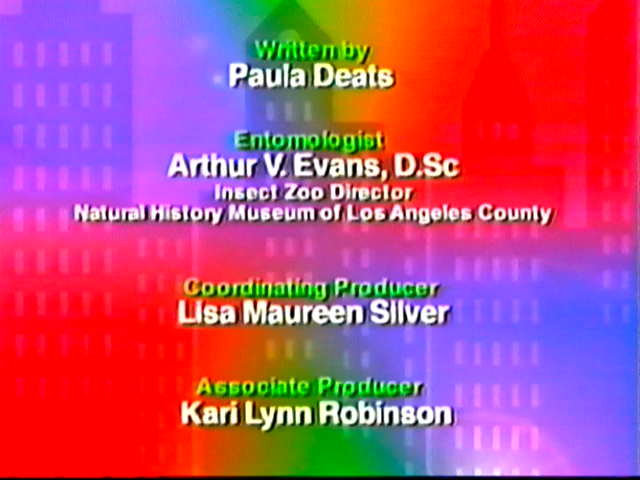 Written by
Paula Deats
Entomologist
Arthur V. Evans, D.Sc
Insect Zoo Director
Natural History Museum of Los Angeles County
Coordinating Producer
Lisa Maureen Silver
Associate Producer
Kari Lynn Robinson